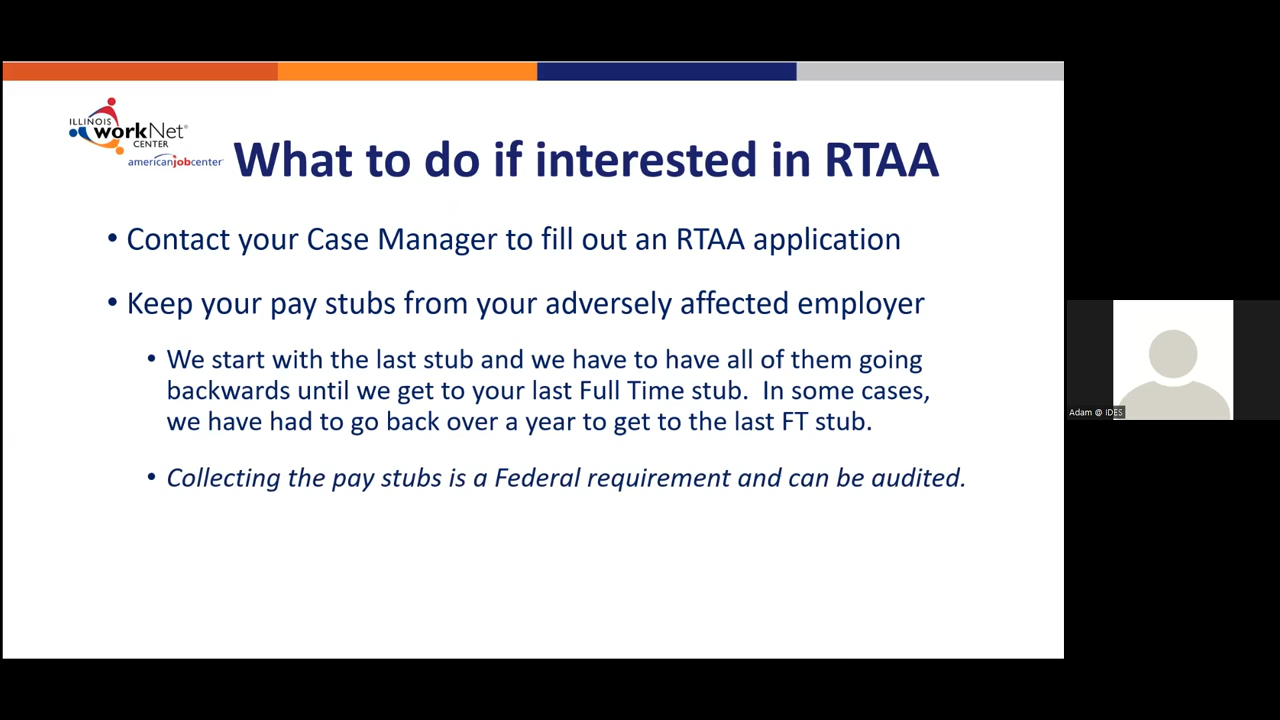 ILLINOIS
workNet®
CENTER
americanjobcenter
What to do if interested in RTAA
• Contact your Case Manager to fill out an RTAA application
• Keep your pay stubs from your adversely affected employer
• We start with the last stub and we have to have all of them going
backwards until we get to your last Full Time stub.  In some cases,
we have had to go back over a year to get to the last FT stub.
• Collecting the pay stubs is a Federal requirement and can be audited.
Adam @ IDES